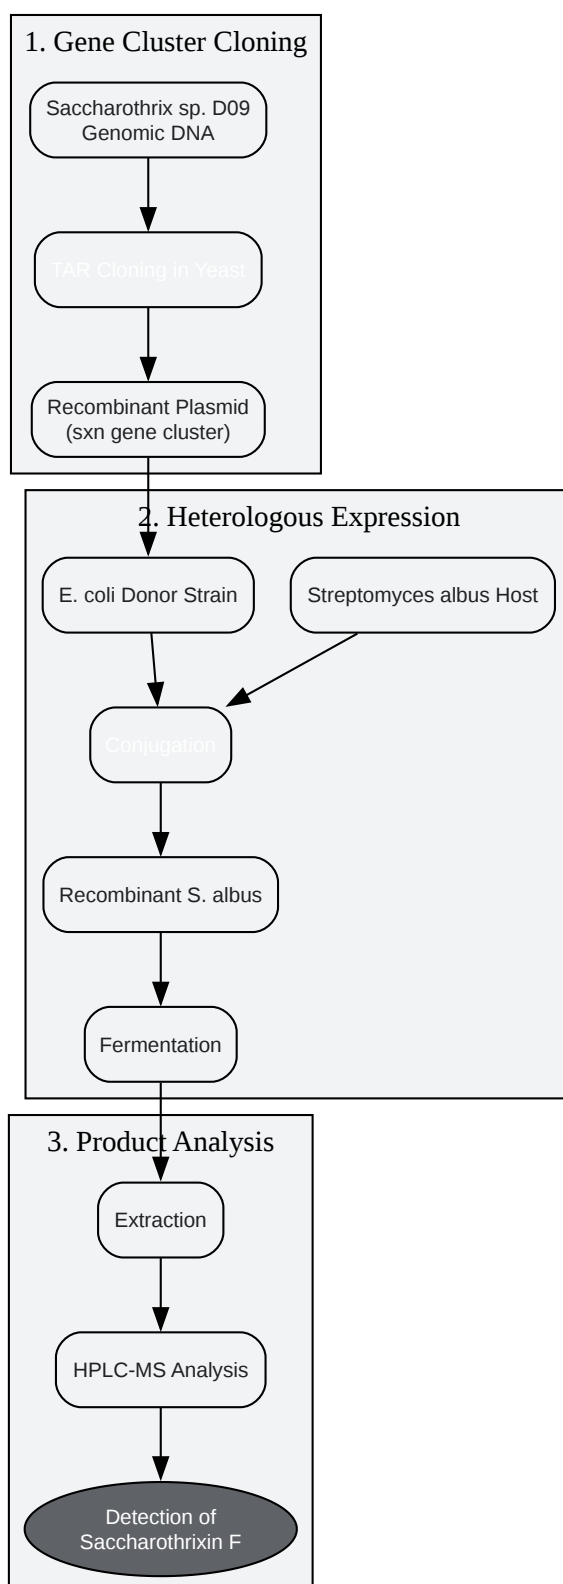 1. Gene Cluster Cloning
Saccharothrix sp. D09
Genomic DNA
TAR Cloning in Yeast
Recombinant Plasmid
(sxn gene cluster)
2. Heterologous Expression
E. coli Donor Strain
Streptomyces albus Host
Conjugation
Recombinant S. albus
Fermentation
3. Product Analysis
Extraction
HPLC-MS Analysis
Detection of
Saccharothrixin F